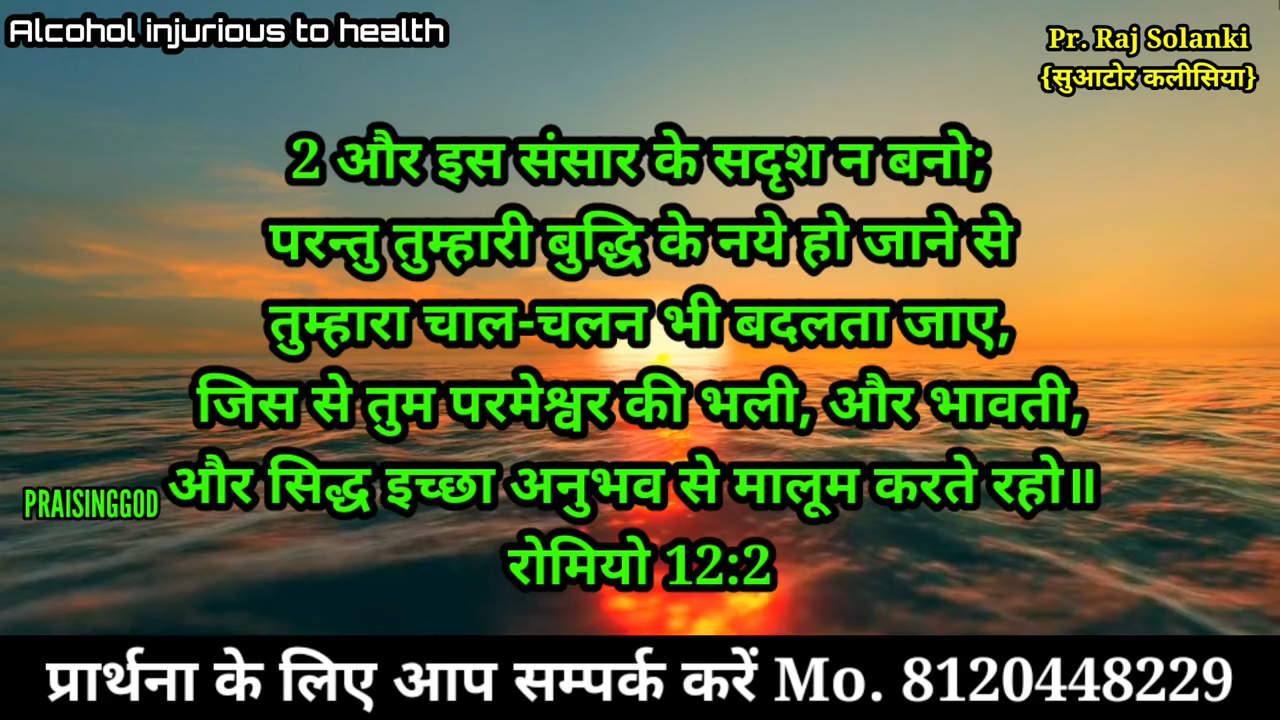 Alcohol injurious to health
Pr. Raj Solanki
{सुआटोर कलीसिया}
2 और इस संसार के सदृश न बनो;
परन्तु तुम्हारी बुद्धि के नये हो जाने से
तुम्हारा चाल-चलन भी बदलता जाए,
जिस से तुम परमेश्वर की भली, और भावती,
और सिद्ध इच्छा अनुभव से मालूम करते रहो॥
PRAISINGGOD
रोमियो 12:2
प्रार्थना के लिए आप सम्पर्क करें Mo. 8120448229